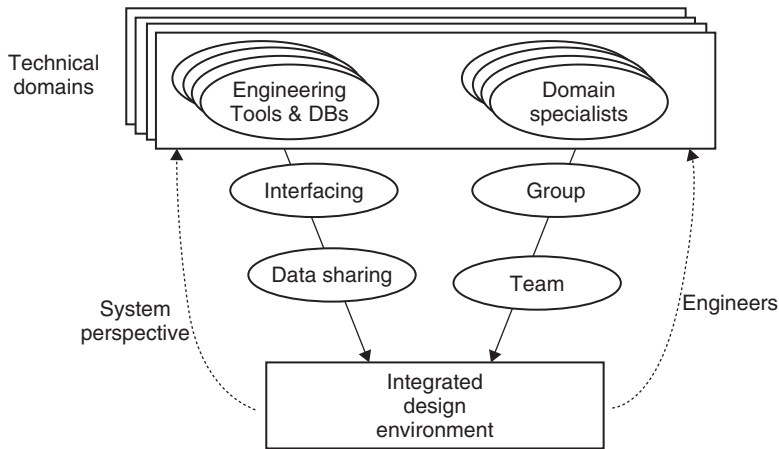 Technical
domains
Engineering
Tools & DBs
Domain
specialists
Interfacing
Group
Data sharing
Team
System
perspective
Engineers
Integrated
design
environment